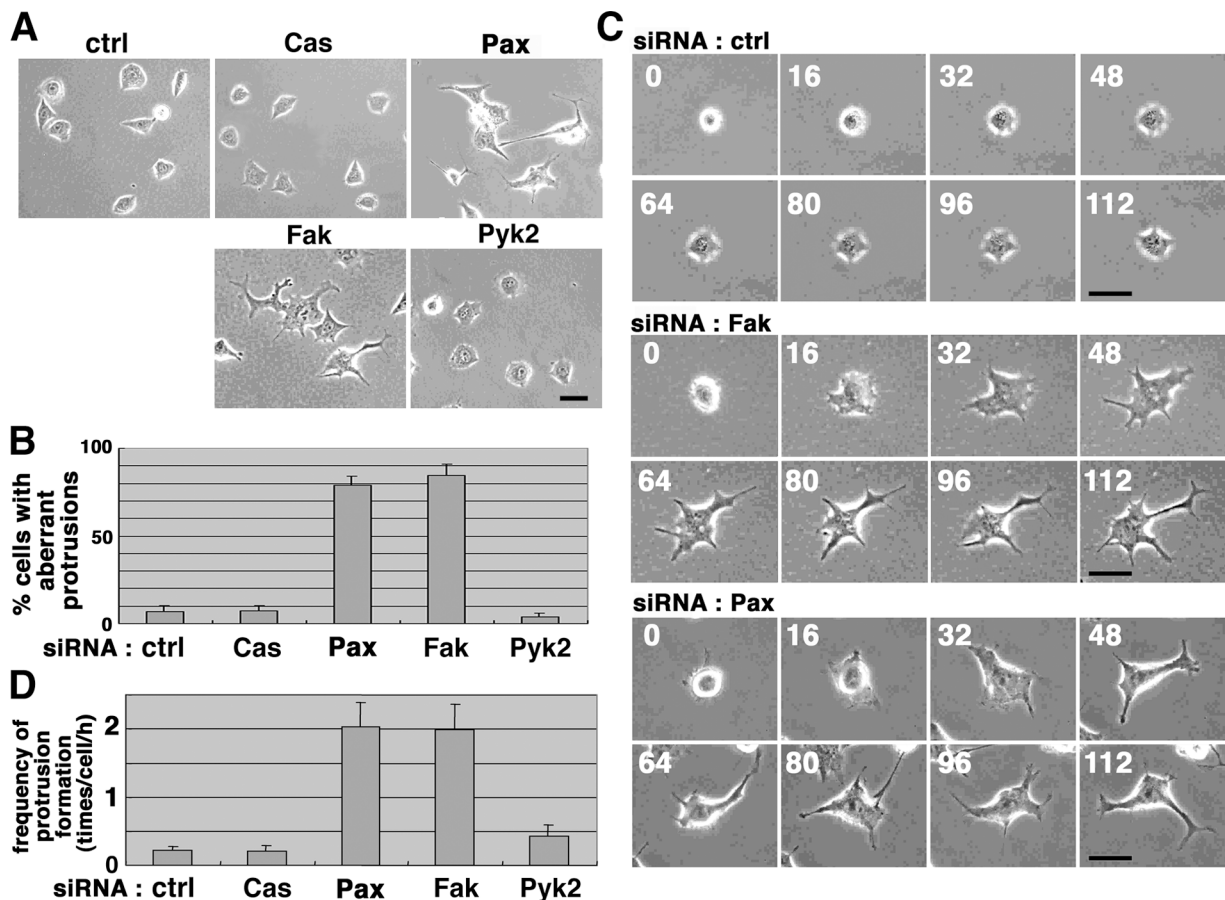 A
ctrl
Cas
Pax
Fak
Pyk2
B
% cells with
aberrant
protrusions
100
50
0
siRNA : ctrl
Cas
Pax
Fak
Pyk2
D
frequency of
protrusion
formation
(times/cell/h)
2
1
0
siRNA : ctrl
Cas
Pax
Fak
Pyk2
C
siRNA : ctrl
0
16
32
48
64
80
96
112
siRNA : Fak
0
16
32
48
64
80
96
112
siRNA : Pax
0
16
32
48
64
80
96
112